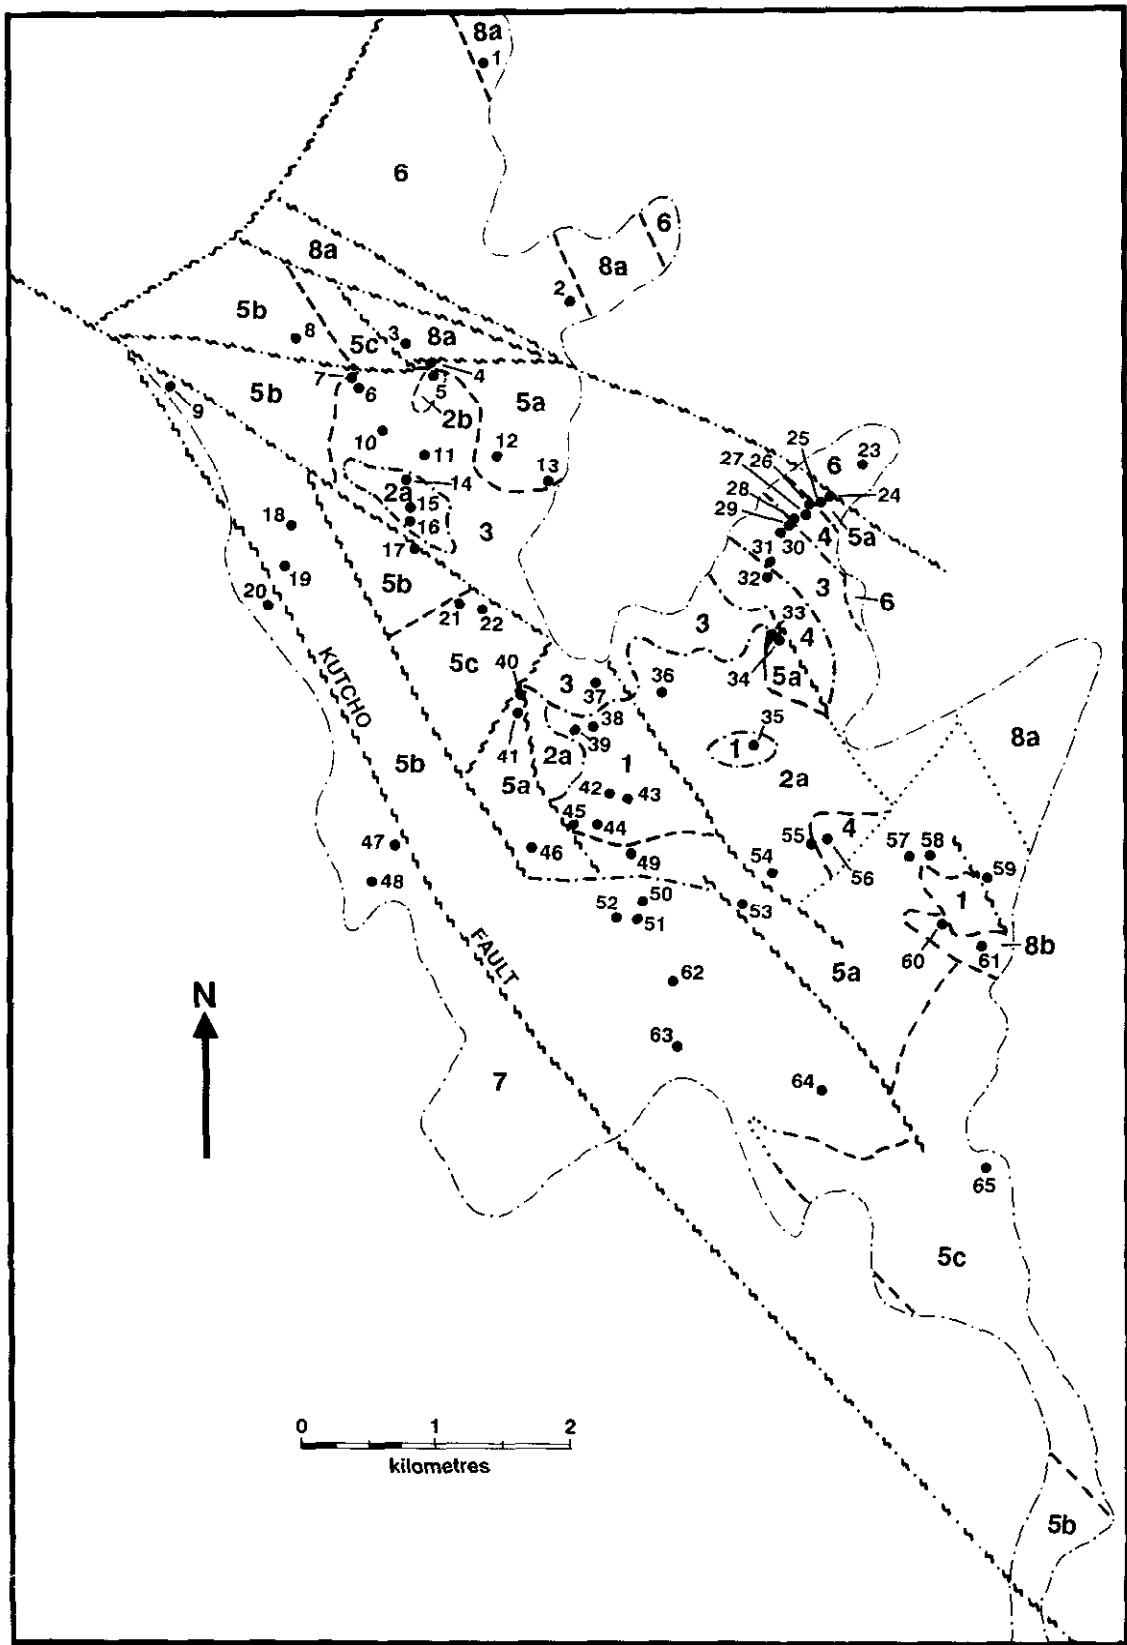 8a
1
6
6
8a
8a
2
5b
8
3
8a
5c
4
7
6
5
5b
9
2b
5a
10
11
12
13
14
2a
15
16
3
17
18
19
20
5b
21
22
5c
23
6
24
25
26
27
28
29
30
4
5a
31
32
3
6
33
3
4
34
5a
KUTCHO
40
3
37
36
38
39
41
2a
1
35
1
2a
8a
5b
5a
42
43
45
44
46
49
47
48
4
55
56
57
58
59
54
1
50
52
51
53
60
61
8b
FAULT
5a
62
63
64
N
7
65
5c
0 1 2
kilometres
5b